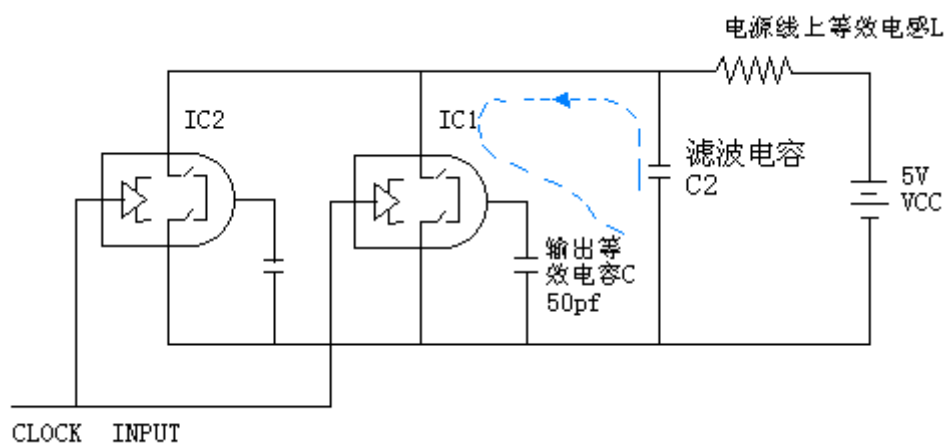 电源线上等效电感L
IC2
IC1
滤波电容
C2
5V
VCC
输出等
效电容C
50pf
CLOCK INPUT